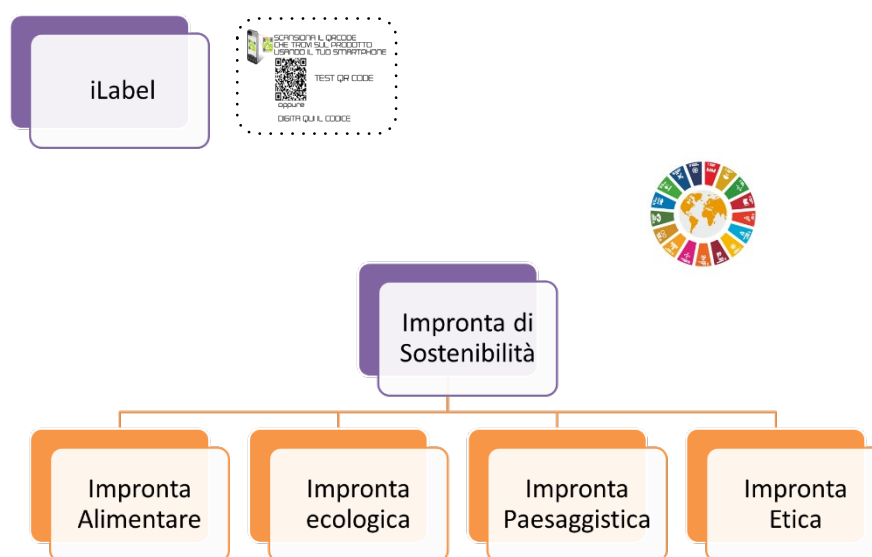 iLabel
SCANSIONA IL QRCODE
CHE TROVI SUL PRODOTTO
USANDO IL TUO SMARTPHONE
TEST QR CODE
oppure
DIGITA QUI IL CODICE
Impronta di
Sostenibilità
Impronta
Alimentare
Impronta
ecologica
Impronta
Paesaggistica
Impronta
Etica